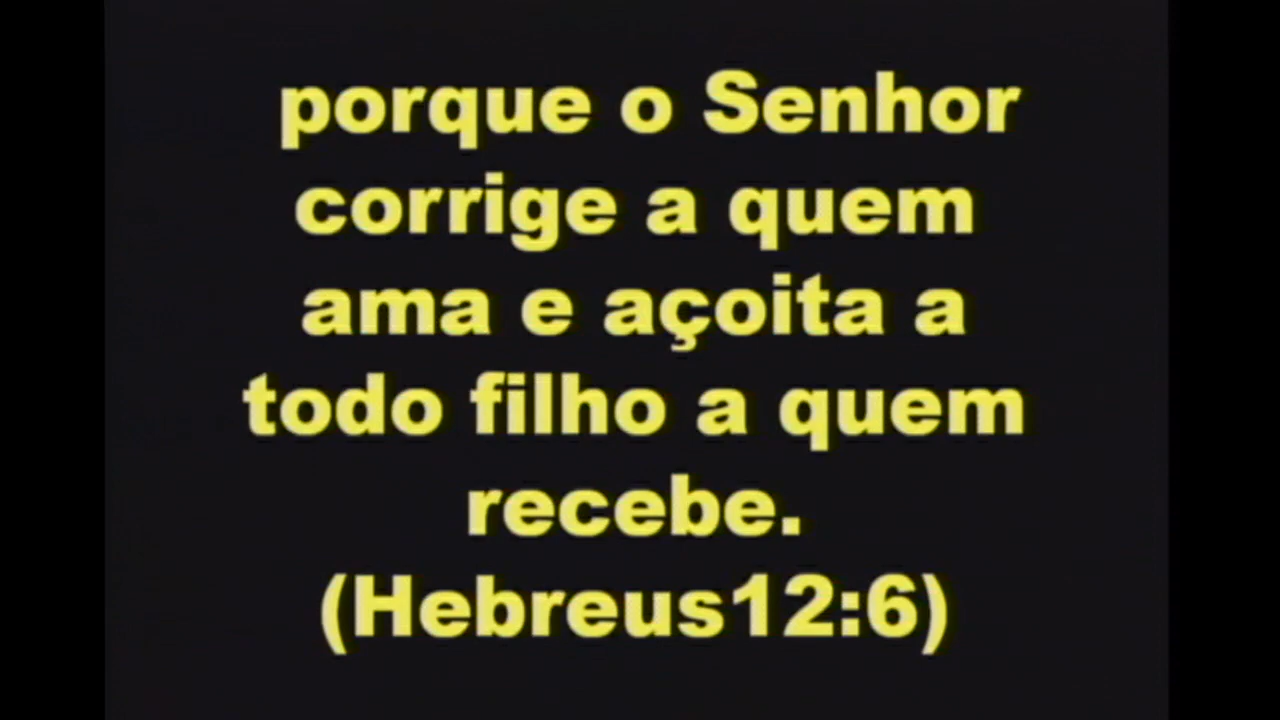 porque o Senhor
corrige a quem
ama e açoita a
todo filho a quem
recebe.
(Hebreus12:6)